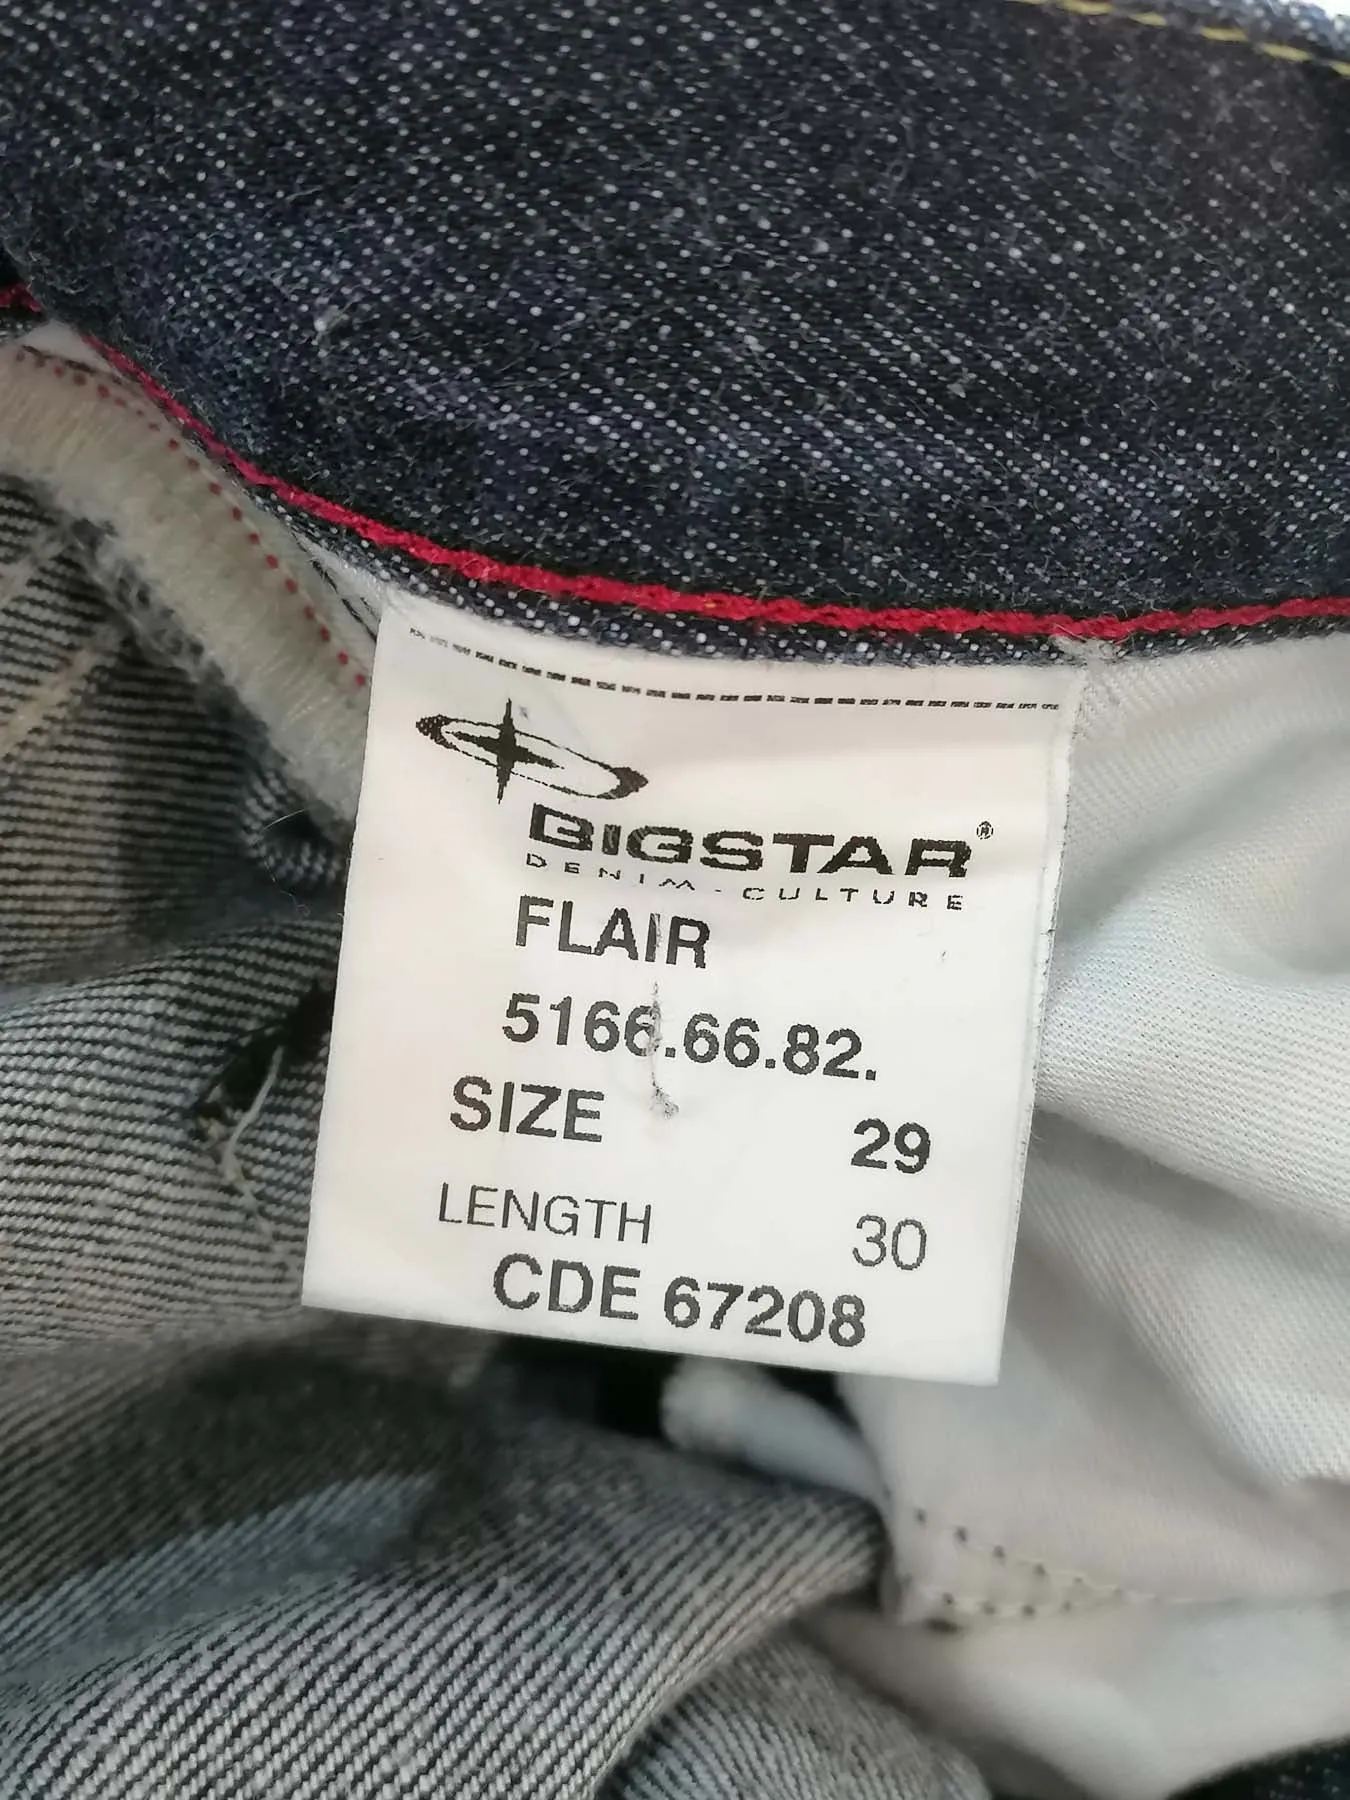 BIGSTAR®
DENIM·CULTURE
FLAIR
5166.66.82.
SIZE 29
LENGTH 30
CDE 67208